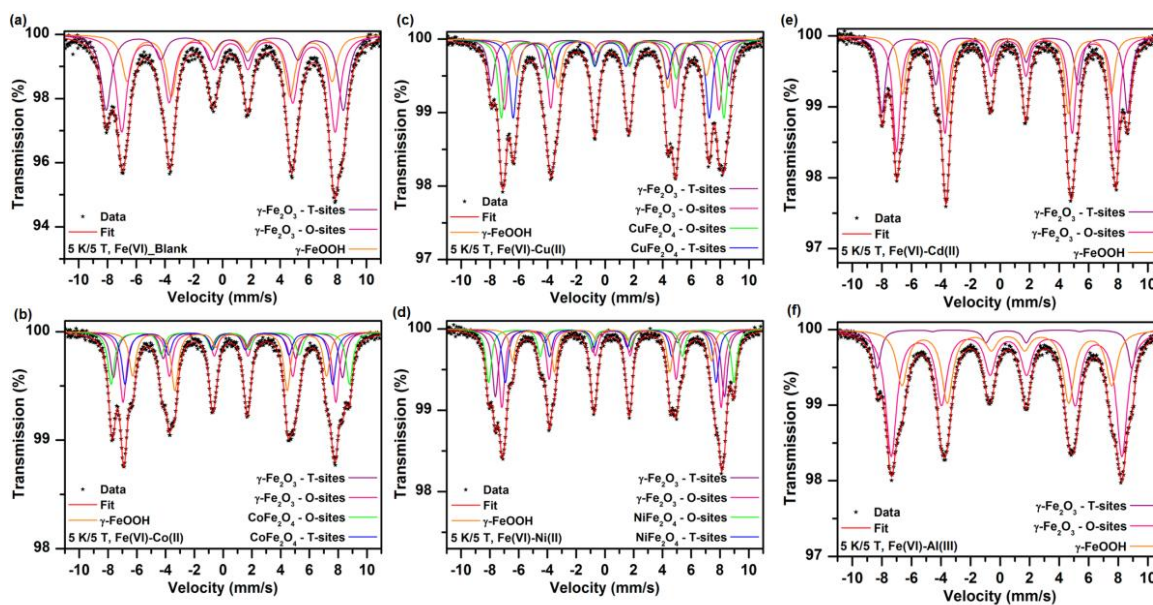 (a)
100
98
96
94
Transmission (%)
Data
Fit
5 K/5 T, Fe(VI)_Blank
γ-Fe₂O₃ - T-sites
γ-Fe₂O₃ - O-sites
γ-FeOOH
-10 -8 -6 -4 -2 0 2 4 6 8 10
Velocity (mm/s)
(c)
100
99
98
97
Transmission (%)
Data
Fit
γ-FeOOH
5 K/5 T, Fe(VI)-Cu(II)
γ-Fe₂O₃ - T-sites
γ-Fe₂O₃ - O-sites
CuFe₂O₄ - O-sites
CuFe₂O₄ - T-sites
-10 -8 -6 -4 -2 0 2 4 6 8 10
Velocity (mm/s)
(e)
100
99
98
97
Transmission (%)
Data
Fit
5 K/5 T, Fe(VI)-Cd(II)
γ-Fe₂O₃ - T-sites
γ-Fe₂O₃ - O-sites
γ-FeOOH
-10 -8 -6 -4 -2 0 2 4 6 8 10
Velocity (mm/s)
(b)
100
99
98
Transmission (%)
Data
Fit
γ-FeOOH
5 K/5 T, Fe(VI)-Co(II)
γ-Fe₂O₃ - T-sites
γ-Fe₂O₃ - O-sites
CoFe₂O₄ - O-sites
CoFe₂O₄ - T-sites
-10 -8 -6 -4 -2 0 2 4 6 8 10
Velocity (mm/s)
(d)
100
99
98
Transmission (%)
Data
Fit
γ-FeOOH
5 K/5 T, Fe(VI)-Ni(II)
γ-Fe₂O₃ - T-sites
γ-Fe₂O₃ - O-sites
NiFe₂O₄ - O-sites
NiFe₂O₄ - T-sites
-10 -8 -6 -4 -2 0 2 4 6 8 10
Velocity (mm/s)
(f)
100
99
98
97
Transmission (%)
Data
Fit
5 K/5 T, Fe(VI)-Al(III)
γ-Fe₂O₃ - T-sites
γ-Fe₂O₃ - O-sites
γ-FeOOH
-10 -8 -6 -4 -2 0 2 4 6 8 10
Velocity (mm/s)